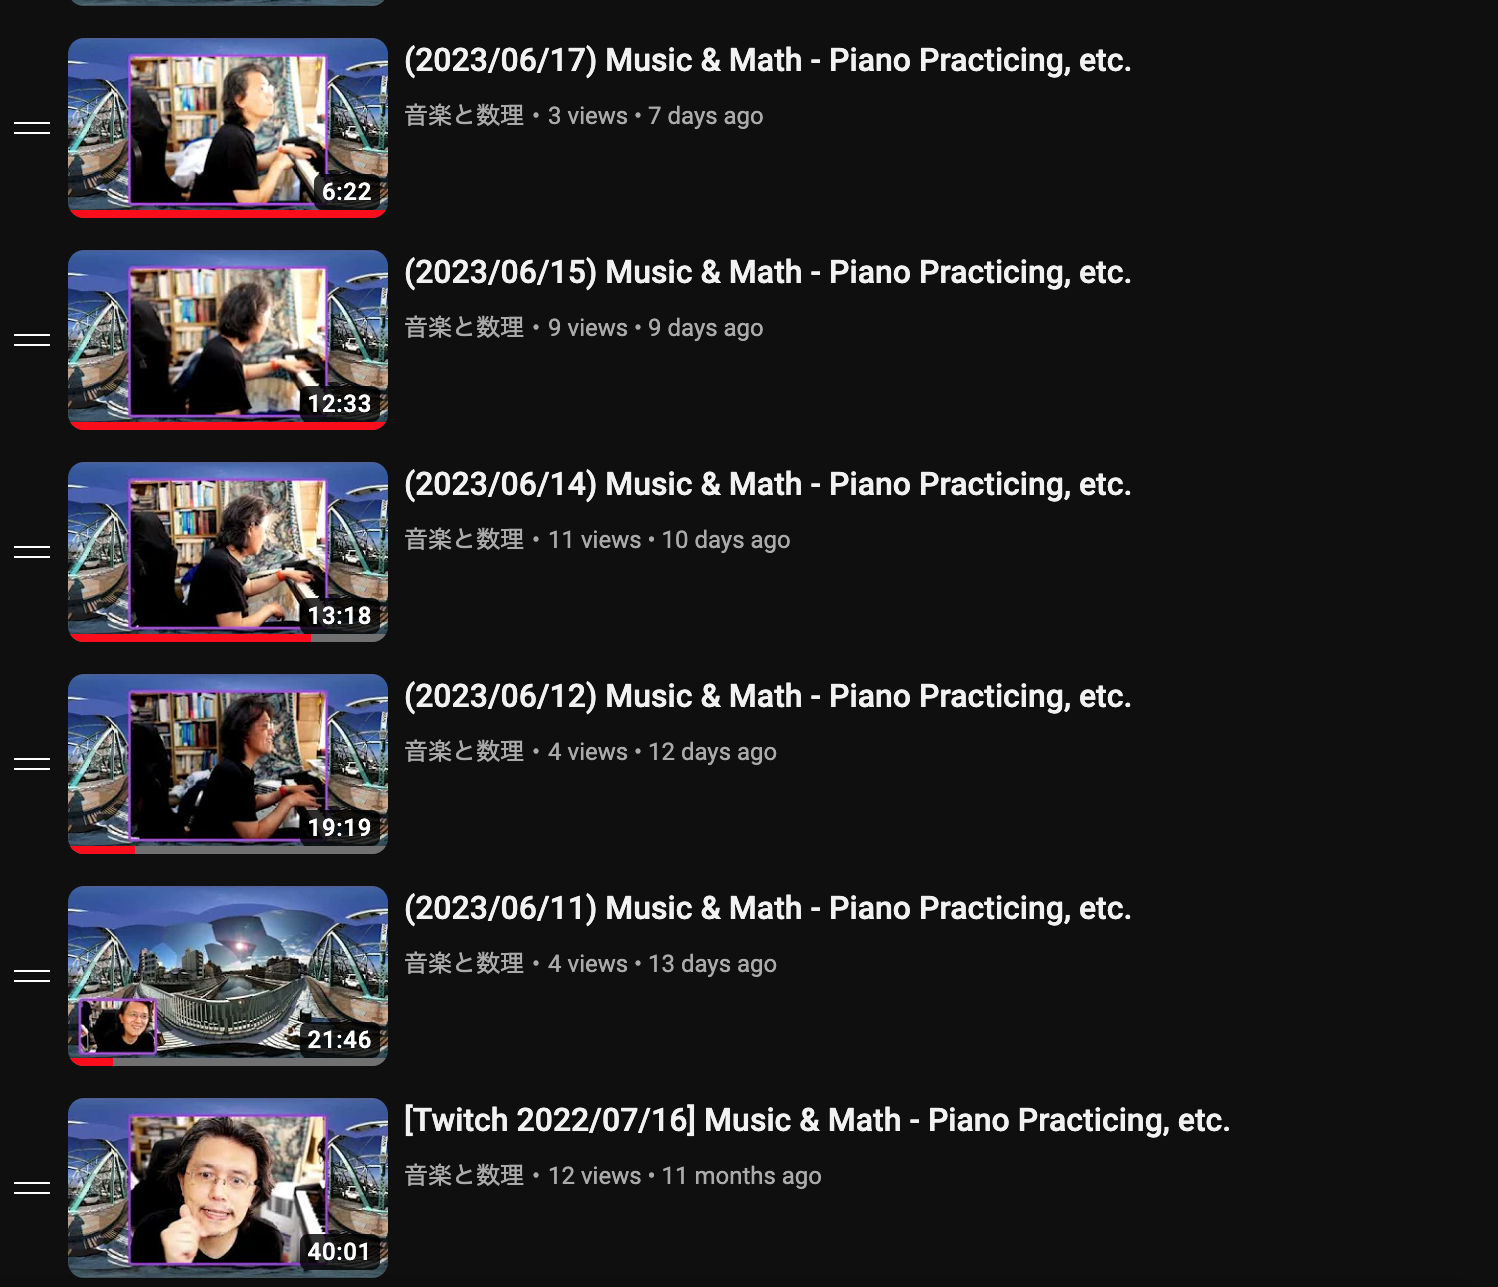 (2023/06/17) Music & Math - Piano Practicing, etc.
音楽と数理・3 views • 7 days ago
6:22
(2023/06/15) Music & Math - Piano Practicing, etc.
音楽と数理・9 views • 9 days ago
12:33
(2023/06/14) Music & Math - Piano Practicing, etc.
音楽と数理・11 views • 10 days ago
13:18
(2023/06/12) Music & Math - Piano Practicing, etc.
音楽と数理・4 views • 12 days ago
19:19
(2023/06/11) Music & Math - Piano Practicing, etc.
音楽と数理・4 views • 13 days ago
21:46
[Twitch 2022/07/16] Music & Math - Piano Practicing, etc.
音楽と数理・12 views • 11 months ago
40:01